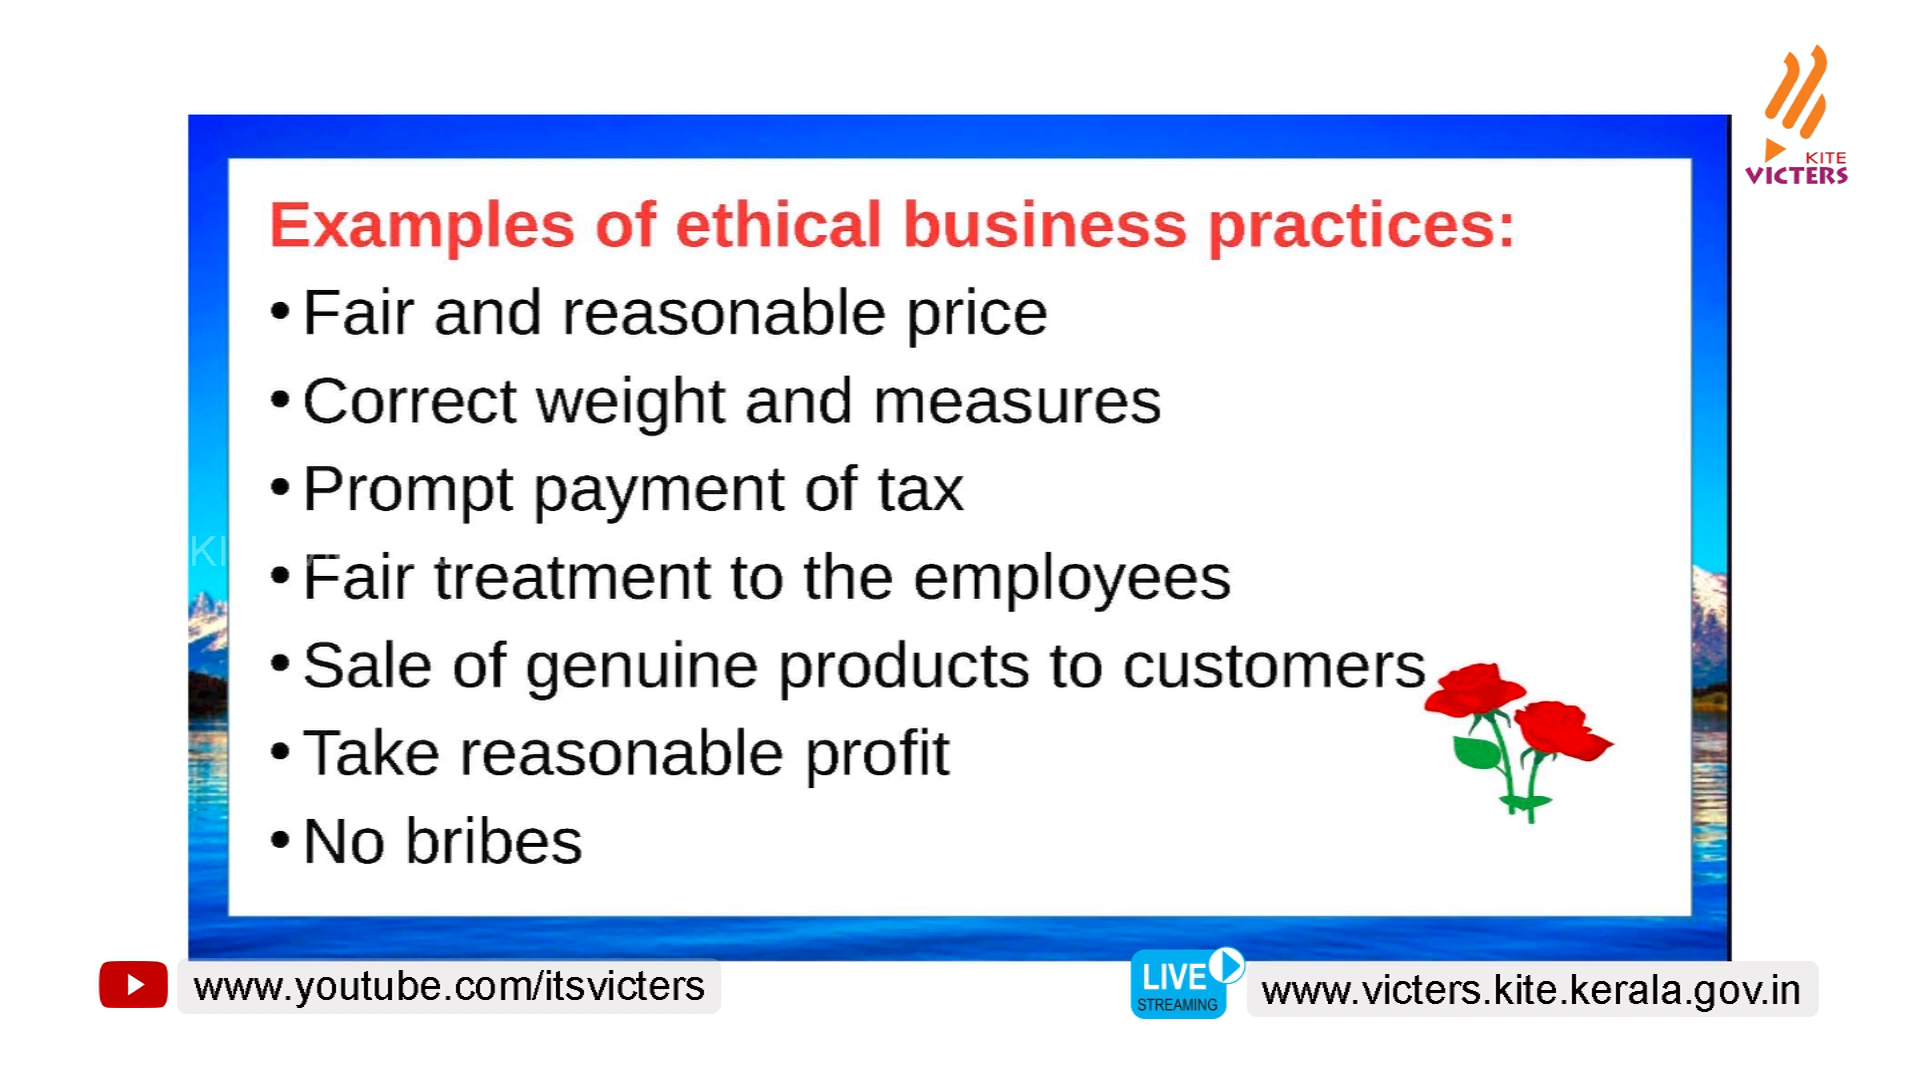 KITE
VICTERS
Examples of ethical business practices:
• Fair and reasonable price
• Correct weight and measures
• Prompt payment of tax
• Fair treatment to the employees
• Sale of genuine products to customers
• Take reasonable profit
• No bribes
www.youtube.com/itsvicters
LIVE
STREAMING
www.victers.kite.kerala.gov.in